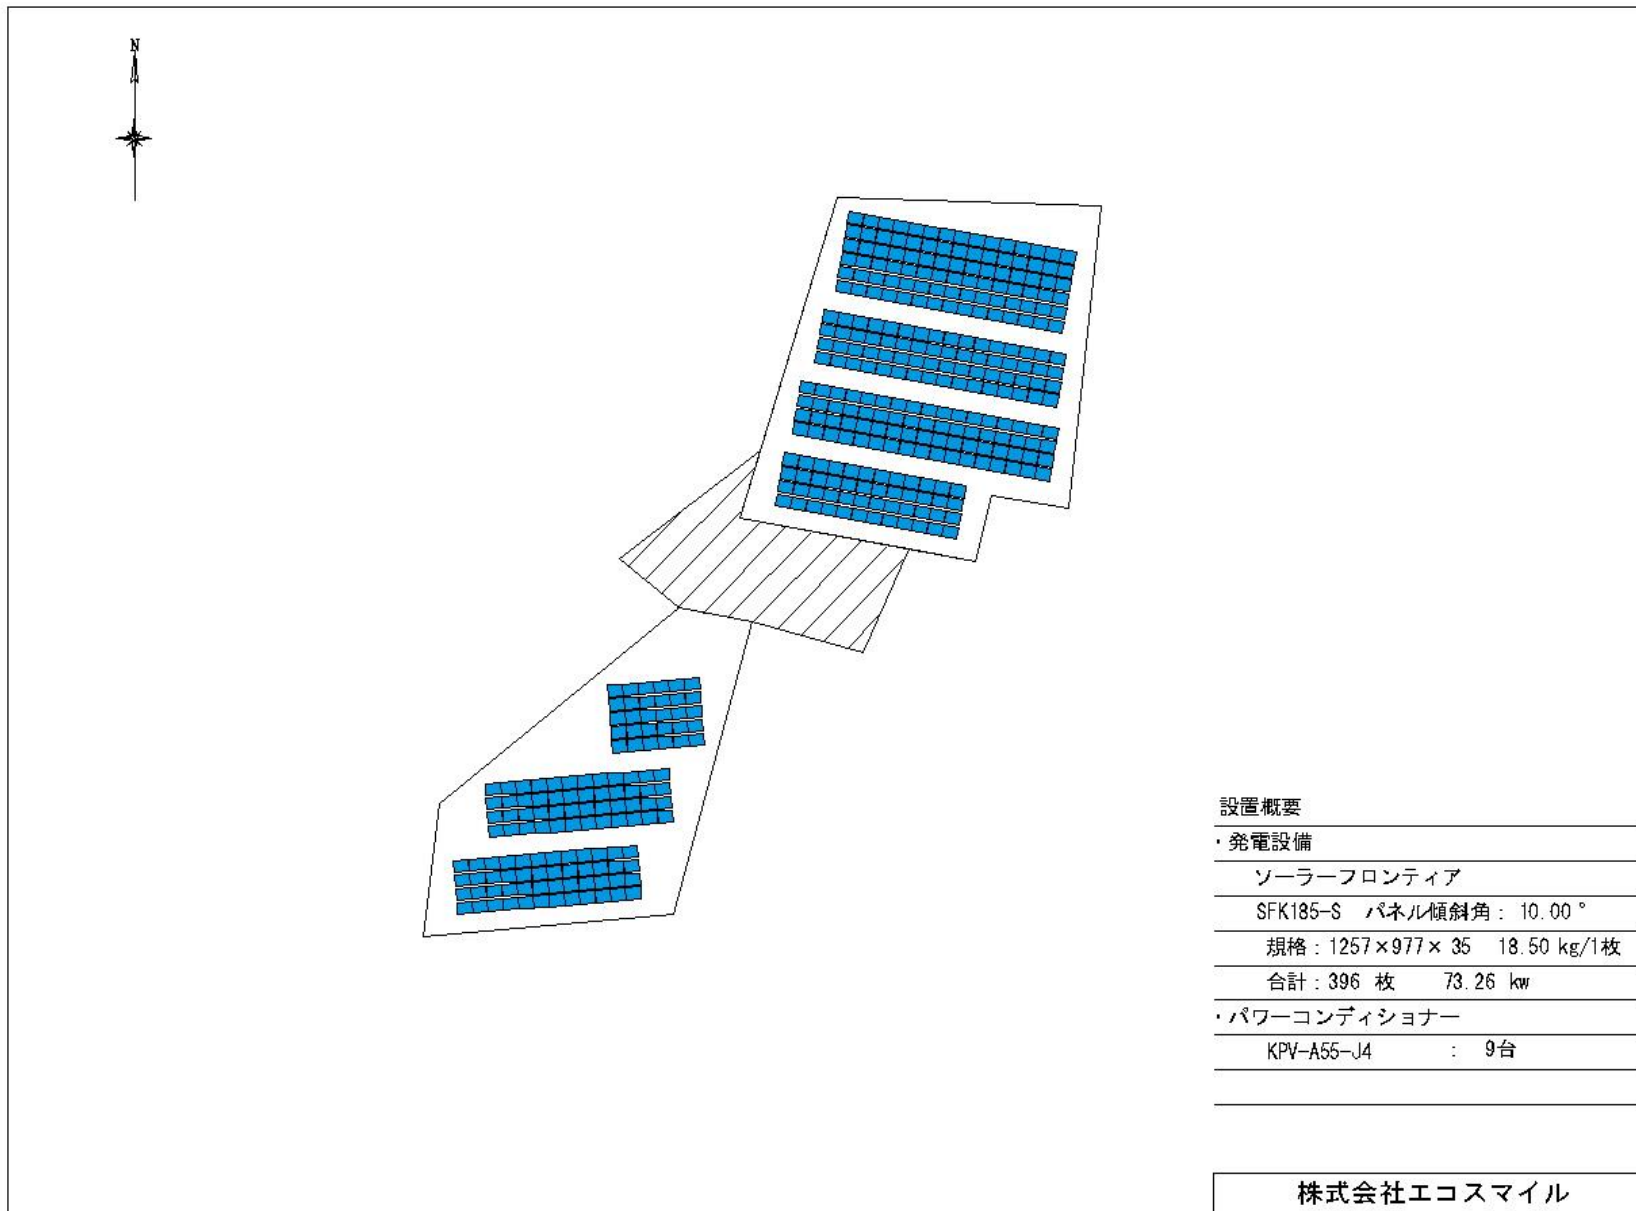 N
設置概要
・発電設備
ソーラーフロンティア
SFK185-S パネル傾斜角：10.00°
規格：1257×977× 35 18.50 kg/1枚
合計：396 枚 73.26 kw
・パワーコンディショナー
KPV-A55-J4 ： 9台
株式会社エコスマイル